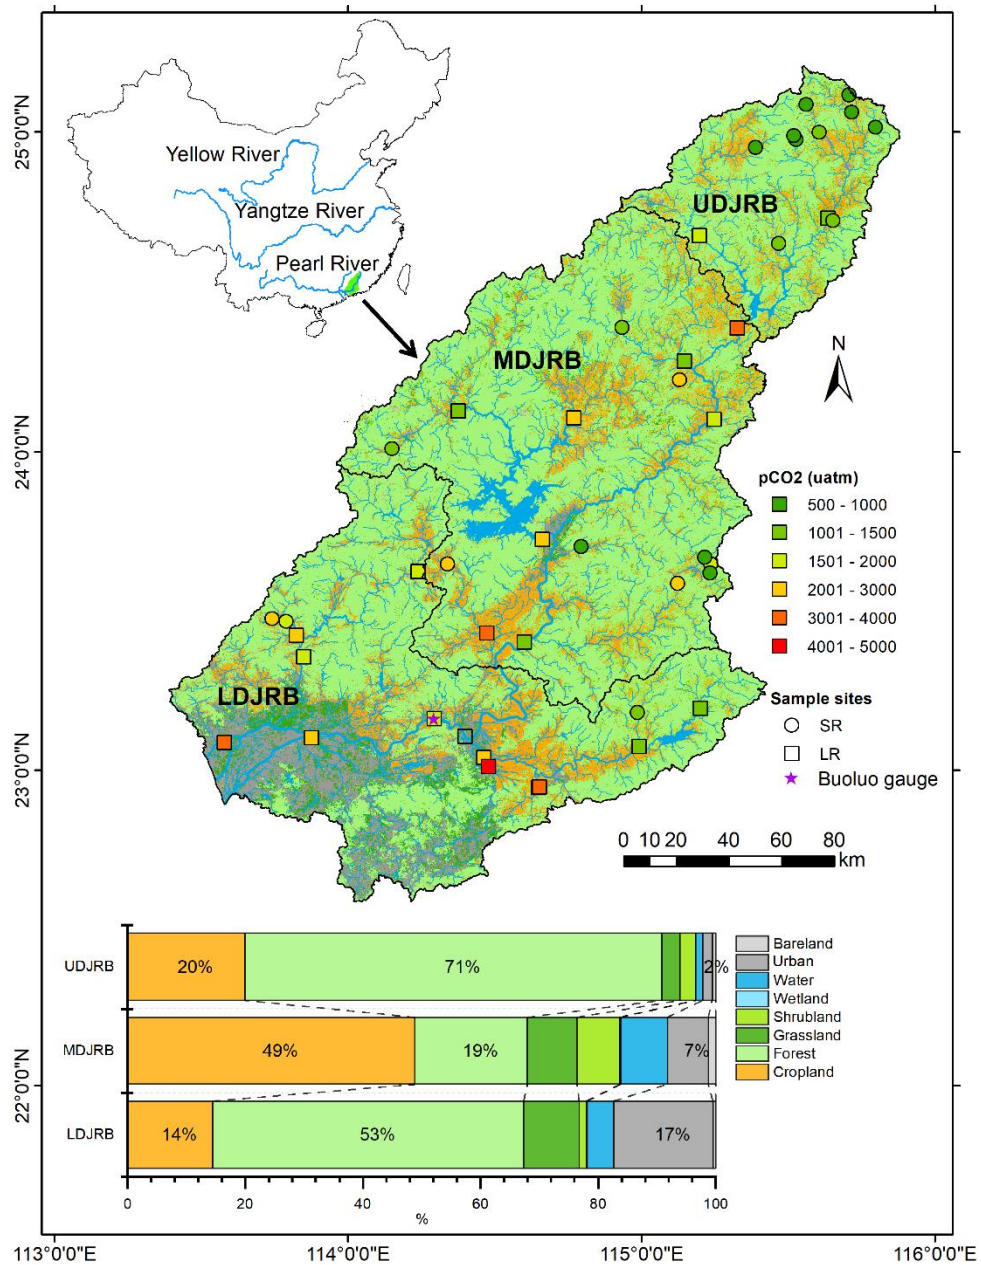 Yellow River
Yangtze River
Pearl River
UDJRB
MDJRB
LDJRB
N
pCO2 (uatm)
500 - 1000
1001 - 1500
1501 - 2000
2001 - 3000
3001 - 4000
4001 - 5000
Sample sites
SR
LR
Buoluo gauge
0 10 20 40 60 80
km
25°0'0"N
24°0'0"N
23°0'0"N
22°0'0"N
UDJRB
20%
71%
2%
MDJRB
49%
19%
7%
LDJRB
14%
53%
17%
0 20 40 60 80 100
%
Bareland
Urban
Water
Wetland
Shrubland
Grassland
Forest
Cropland
113°0'0"E
114°0'0"E
115°0'0"E
116°0'0"E